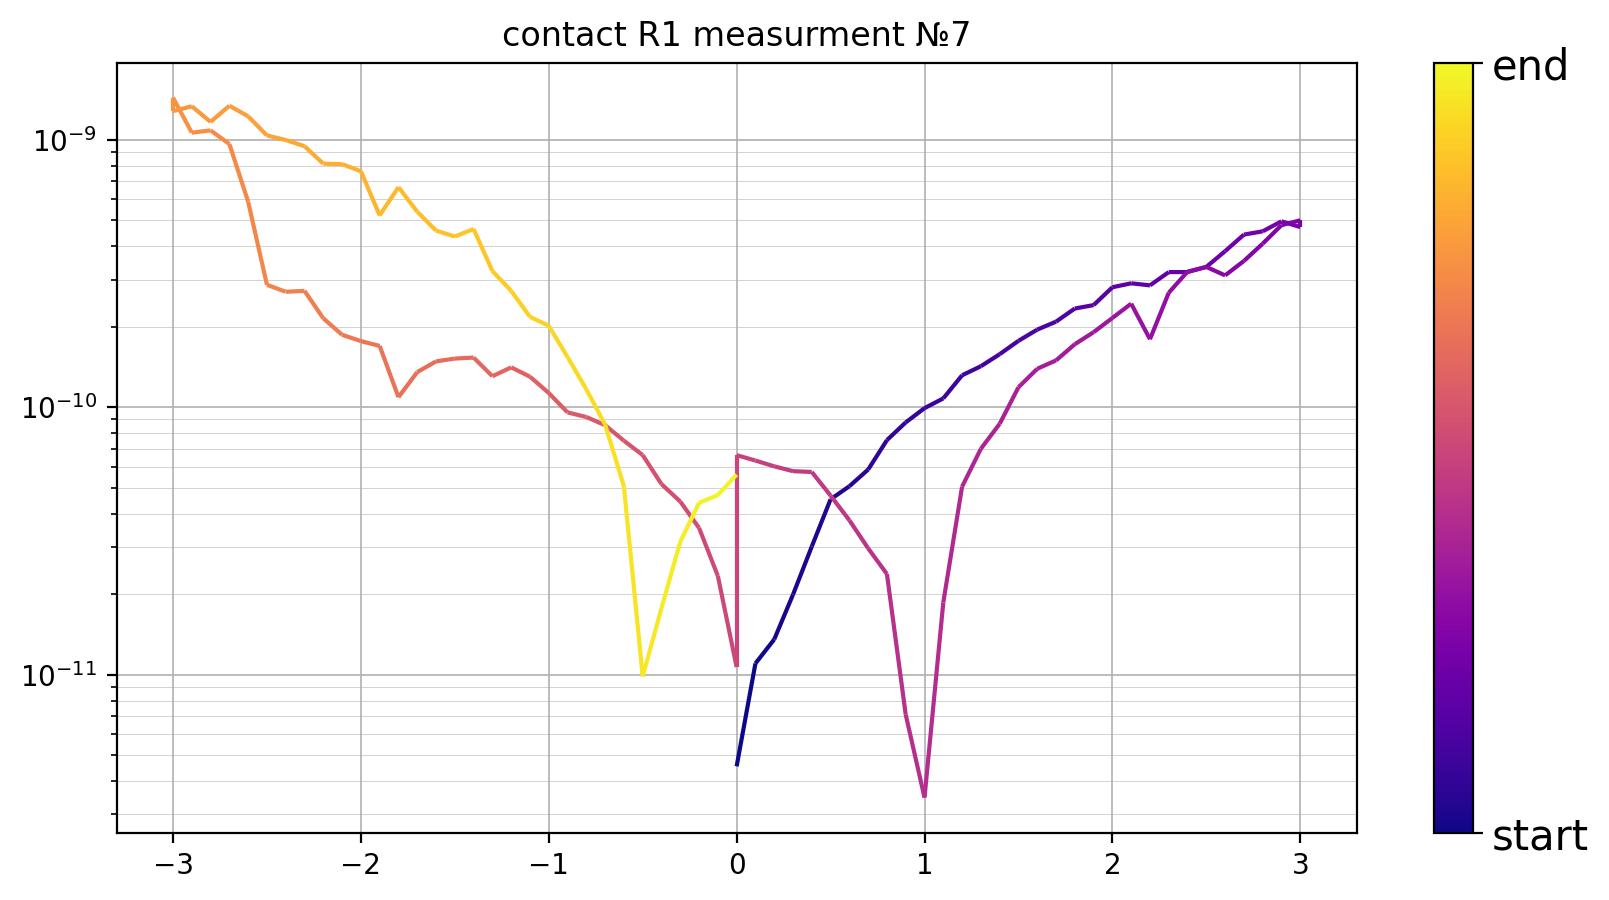 contact R1 measurment №7
10⁻⁹
10⁻¹⁰
10⁻¹¹
−3 −2 −1 0 1 2 3
end
start